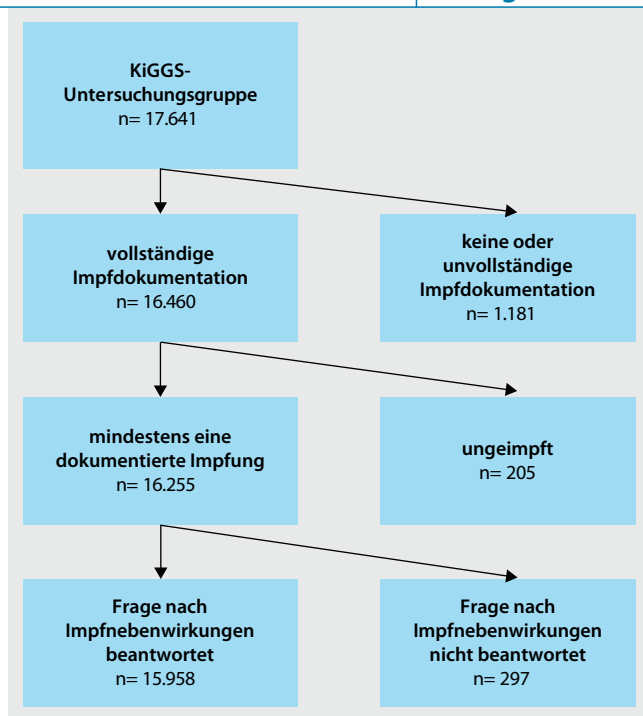 KiGGS-
Untersuchungsgruppe
n= 17.641
vollständige
Impfdokumentation
n= 16.460
keine oder
unvollständige
Impfdokumentation
n= 1.181
mindestens eine
dokumentierte Impfung
n= 16.255
ungeimpft
n= 205
Frage nach
Impfnebenwirkungen
beantwortet
n= 15.958
Frage nach
Impfnebenwirkungen
nicht beantwortet
n= 297